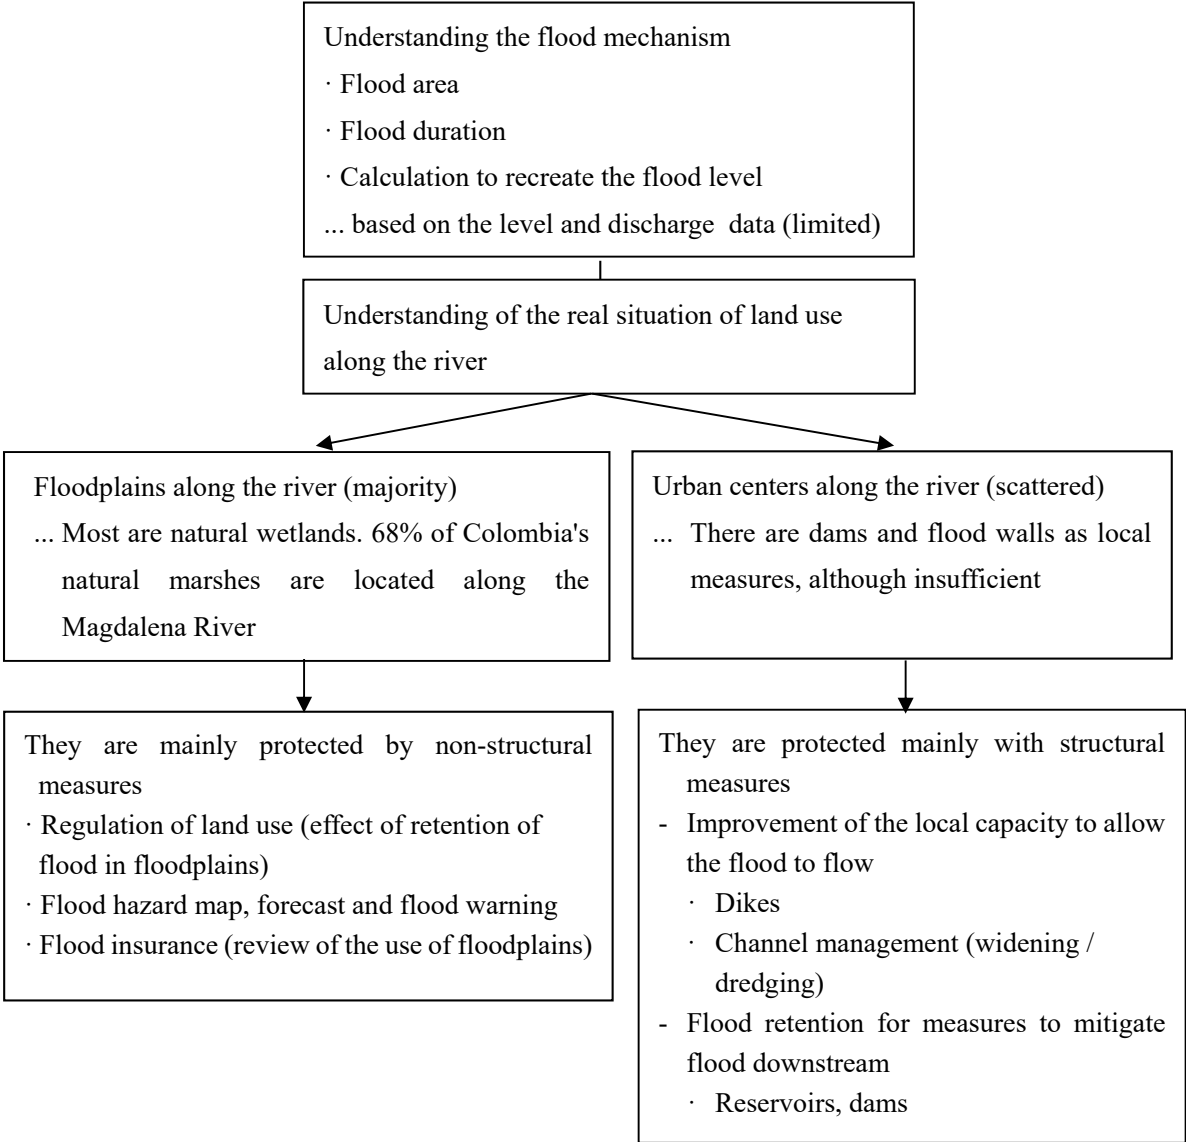 Understanding the flood mechanism
· Flood area
· Flood duration
· Calculation to recreate the flood level
... based on the level and discharge data (limited)
Understanding of the real situation of land use
along the river
Floodplains along the river (majority)
... Most are natural wetlands. 68% of Colombia's
natural marshes are located along the
Magdalena River
Urban centers along the river (scattered)
... There are dams and flood walls as local
measures, although insufficient
They are mainly protected by non-structural
measures
· Regulation of land use (effect of retention of
flood in floodplains)
· Flood hazard map, forecast and flood warning
· Flood insurance (review of the use of floodplains)
They are protected mainly with structural
measures
- Improvement of the local capacity to allow
the flood to flow
· Dikes
· Channel management (widening /
dredging)
- Flood retention for measures to mitigate
flood downstream
· Reservoirs, dams